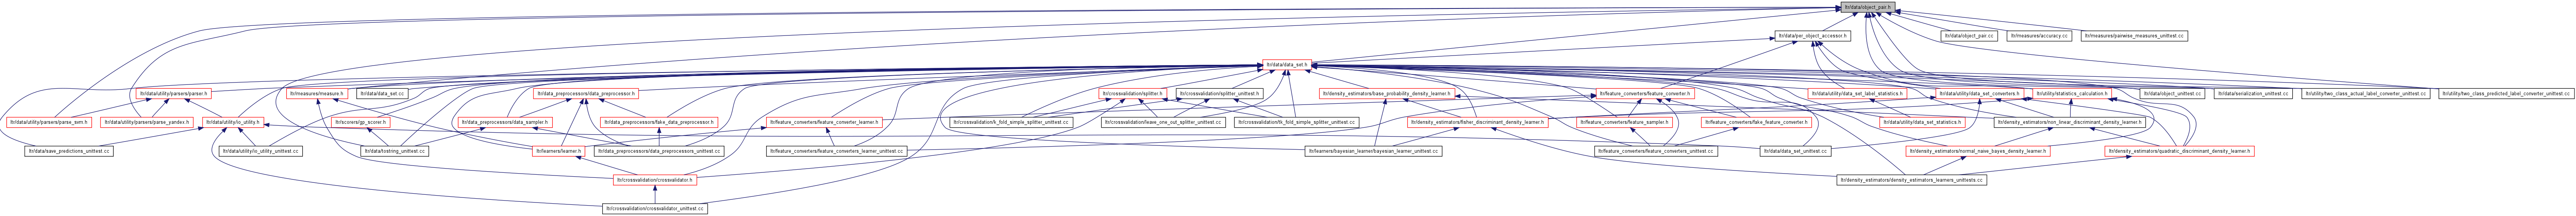 ltr/data/object_pair.h
ltr/data/per_object_accessor.h
ltr/data/object_pair.cc
ltr/measures/accuracy.cc
ltr/measures/pairwise_measures_unittest.cc
ltr/data/data_set.h
ltr/data/utility/parsers/parser.h
ltr/measures/measure.h
ltr/data/data_set.cc
ltr/data_preprocessors/data_preprocessor.h
ltr/crossvalidation/splitter.h
ltr/crossvalidation/splitter_unittest.h
ltr/density_estimators/base_probability_density_learner.h
ltr/feature_converters/feature_converter.h
ltr/data/utility/data_set_label_statistics.h
ltr/data/utility/data_set_converters.h
ltr/utility/statistics_calculation.h
ltr/data/object_unittest.cc
ltr/data/serialization_unittest.cc
ltr/utility/two_class_actual_label_converter_unittest.cc
ltr/utility/two_class_predicted_label_converter_unittest.cc
ltr/data/utility/parsers/parse_svm.h
ltr/data/utility/parsers/parse_yandex.h
ltr/data/utility/io_utility.h
ltr/scorers/gp_scorer.h
ltr/data_preprocessors/data_sampler.h
ltr/data_preprocessors/fake_data_preprocessor.h
ltr/feature_converters/feature_converter_learner.h
ltr/crossvalidation/k_fold_simple_splitter_unittest.cc
ltr/crossvalidation/leave_one_out_splitter_unittest.cc
ltr/crossvalidation/tk_fold_simple_splitter_unittest.cc
ltr/density_estimators/fisher_discriminant_density_learner.h
ltr/feature_converters/feature_sampler.h
ltr/feature_converters/fake_feature_converter.h
ltr/data/utility/data_set_statistics.h
ltr/density_estimators/non_linear_discriminant_density_learner.h
ltr/data/save_predictions_unittest.cc
ltr/data/utility/io_utility_unittest.cc
ltr/data/tostring_unittest.cc
ltr/learners/learner.h
ltr/data_preprocessors/data_preprocessors_unittest.cc
ltr/feature_converters/feature_converters_learner_unittest.cc
ltr/learners/bayesian_learner/bayesian_learner_unittest.cc
ltr/feature_converters/feature_converters_unittest.cc
ltr/data/data_set_unittest.cc
ltr/density_estimators/normal_naive_bayes_density_learner.h
ltr/density_estimators/quadratic_discriminant_density_learner.h
ltr/crossvalidation/crossvalidator.h
ltr/density_estimators/density_estimators_learners_unittests.cc
ltr/crossvalidation/crossvalidator_unittest.cc